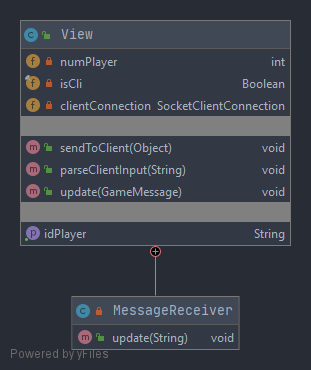 View
numPlayer int
isCli Boolean
clientConnection SocketClientConnection
sendToClient(Object) void
parseClientInput(String) void
update(GameMessage) void
idPlayer String
MessageReceiver
update(String) void
Powered by yFiles